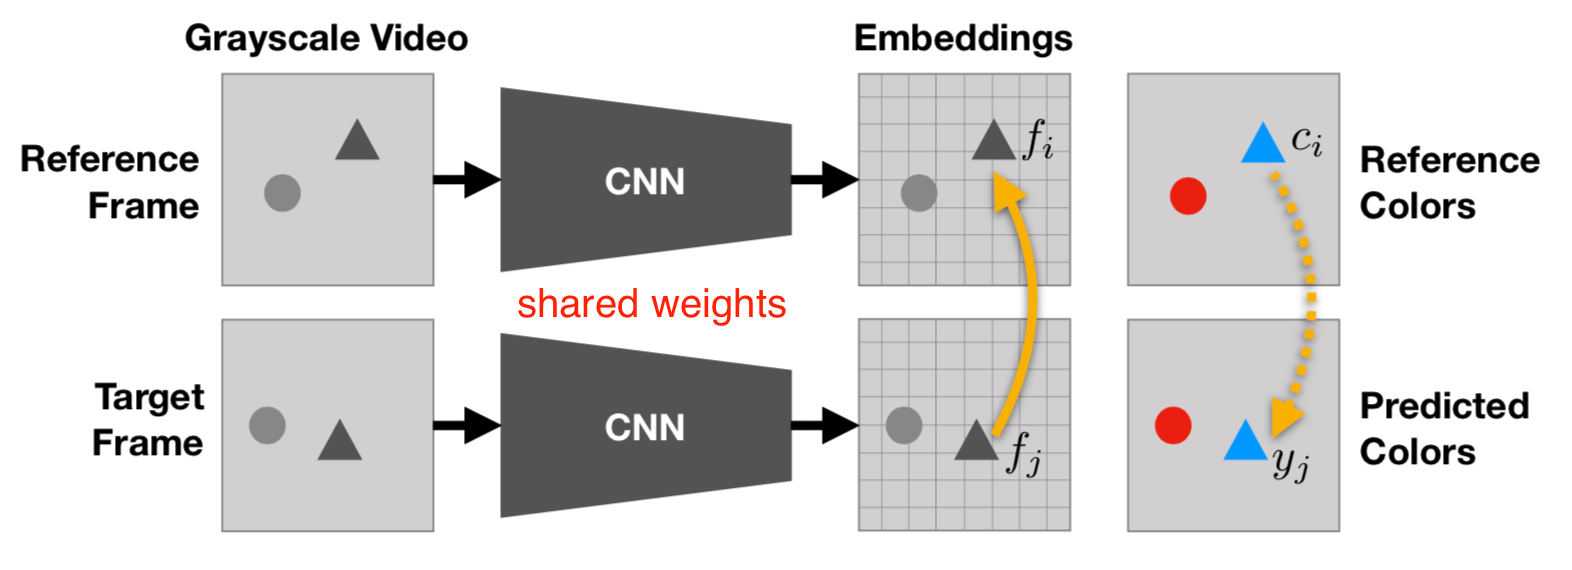 Grayscale Video
Embeddings
Reference
Frame
CNN
f_i
c_i
Reference
Colors
shared weights
Target
Frame
CNN
f_j
y_j
Predicted
Colors